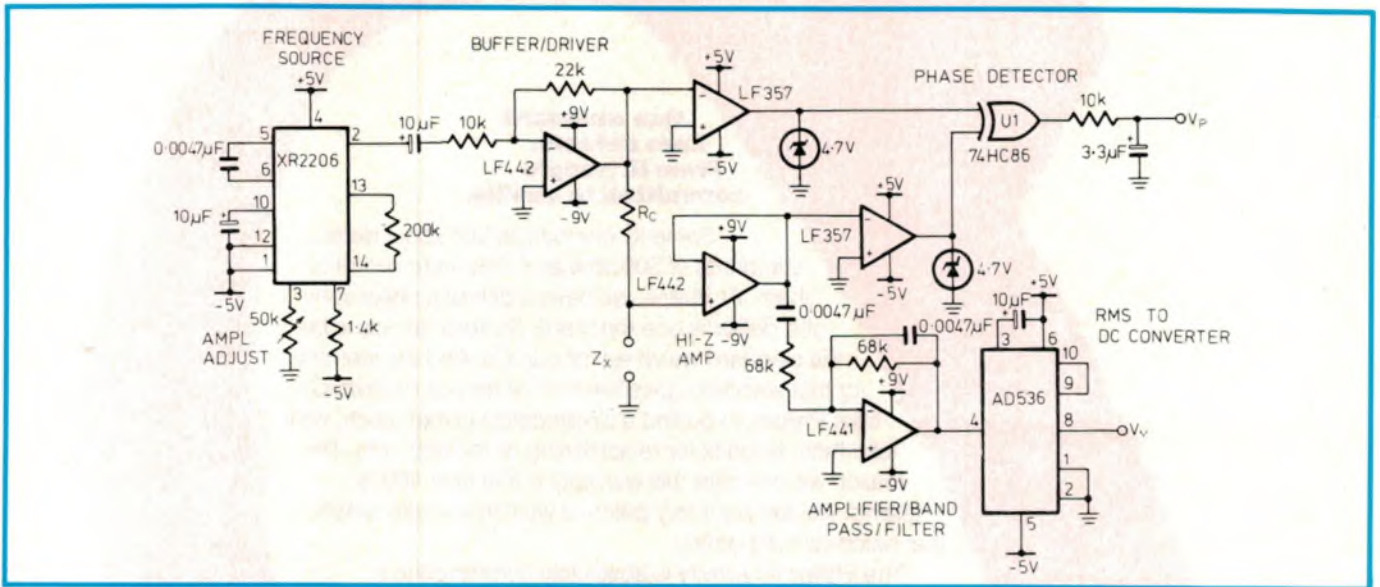 FREQUENCY
SOURCE
+5V
4
5
2
0.0047µF
6
XR2206
13
10
10µF
12
200k
1
14
-5V
3
7
50k
AMPL
ADJUST
1.4k
-5V
BUFFER/DRIVER
22k
10µF
10k
+9V
LF442
-9V
+5V
LF357
-5V
4.7V
RC
+9V
LF442
-9V
HI-Z
AMP
ZX
+5V
LF357
-5V
4.7V
PHASE DETECTOR
U1
74HC86
10k
VP
3.3µF
0.0047µF
68k
0.0047µF
68k
+9V
LF441
-9V
AMPLIFIER/BAND
PASS/FILTER
+5V
10µF
RMS TO
DC CONVERTER
3
6
10
9
AD536
4
8
VV
1
2
5
-5V